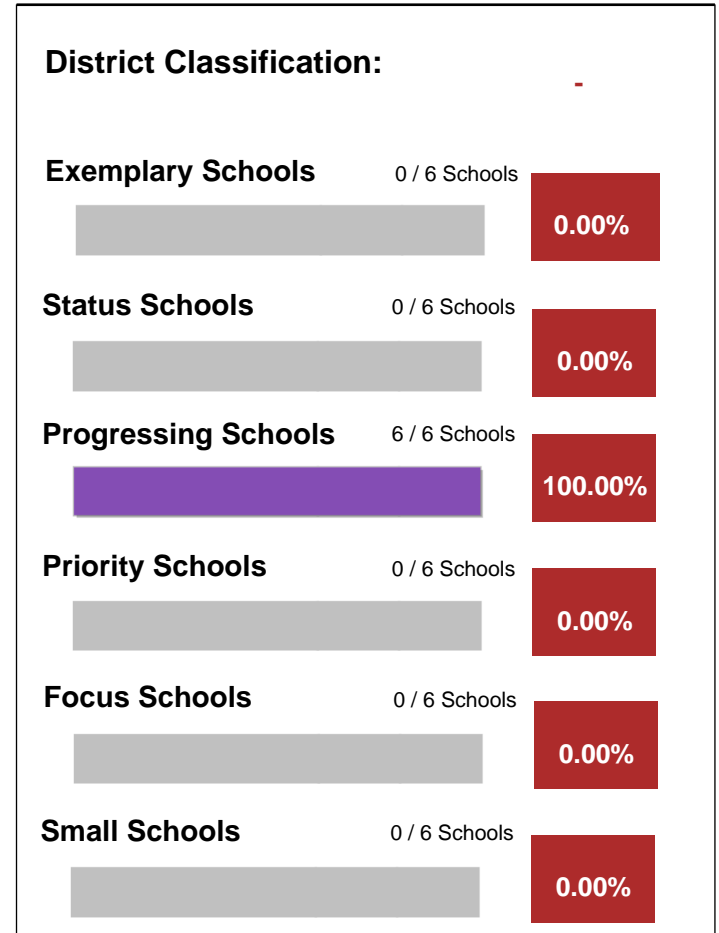 District Classification:
-
Exemplary Schools 0 / 6 Schools
0.00%
Status Schools 0 / 6 Schools
0.00%
Progressing Schools 6 / 6 Schools
100.00%
Priority Schools 0 / 6 Schools
0.00%
Focus Schools 0 / 6 Schools
0.00%
Small Schools 0 / 6 Schools
0.00%